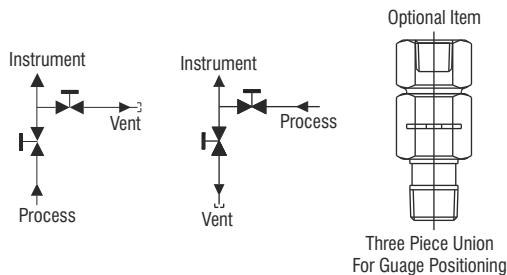 Optional Item
Instrument
Vent
Process
Instrument
Process
Vent
Three Piece Union
For Guage Positioning